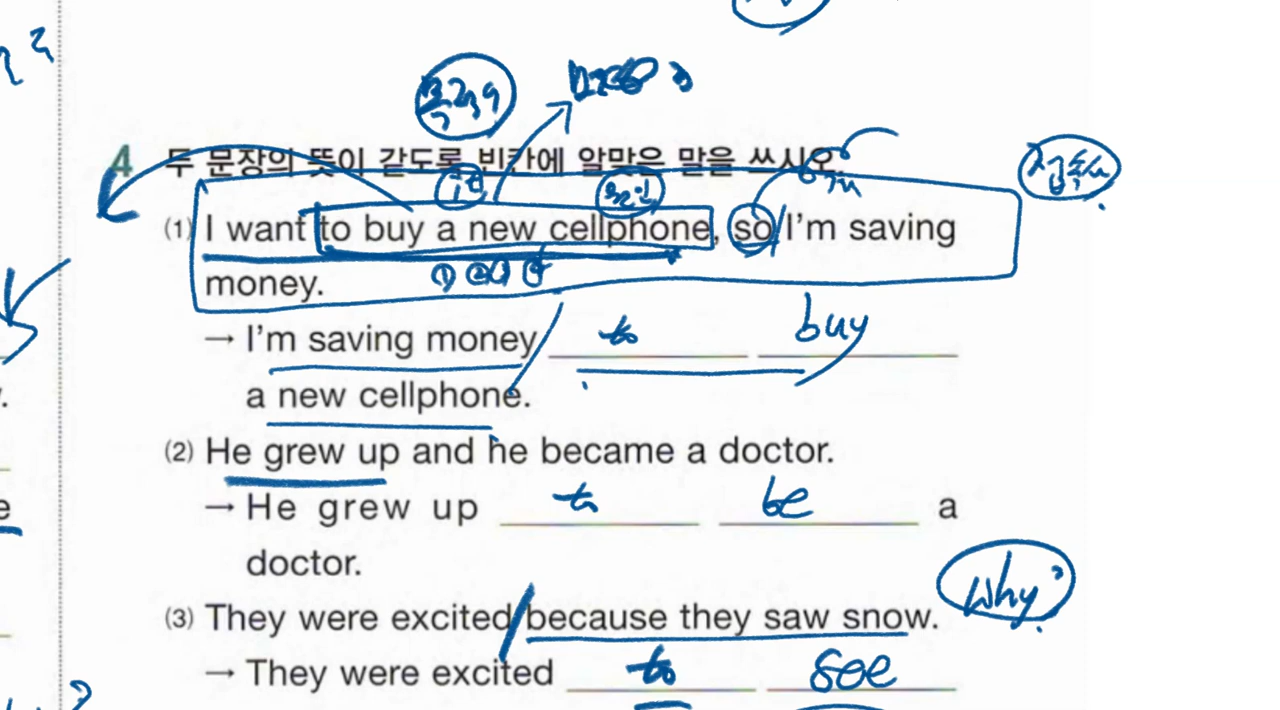 4 두 문장의 뜻이 같도록 빈칸에 알맞은 말을 쓰시오.
접속사
(1) I want to buy a new cellphone, so I'm saving
money.
→ I'm saving money to buy
a new cellphone.
(2) He grew up and he became a doctor.
→ He grew up to be a
doctor.
(3) They were excited because they saw snow.
Why?
→ They were excited to see